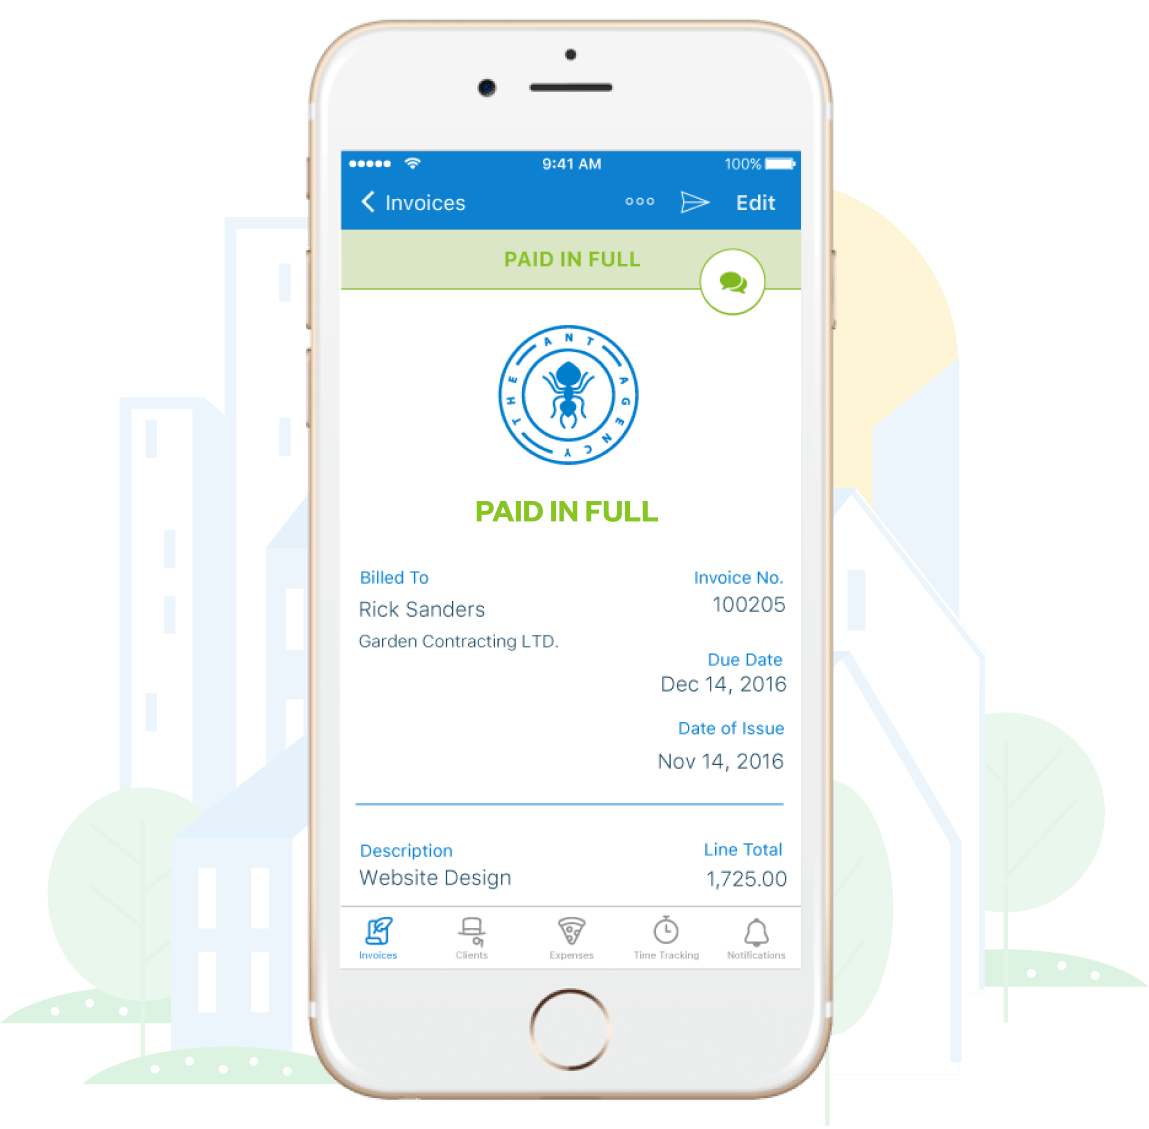 9:41 AM 100%
Invoices Edit
PAID IN FULL
THE ANT AGENCY
PAID IN FULL
Billed To Invoice No.
Rick Sanders 100205
Garden Contracting LTD.
Due Date
Dec 14, 2016
Date of Issue
Nov 14, 2016
Description Line Total
Website Design 1,725.00
Invoices Clients Expenses Time Tracking Notifications